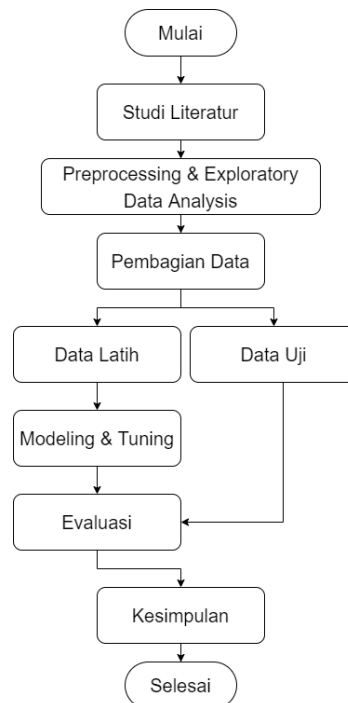 Mulai
Studi Literatur
Preprocessing & Exploratory
Data Analysis
Pembagian Data
Data Latih
Data Uji
Modeling & Tuning
Evaluasi
Kesimpulan
Selesai